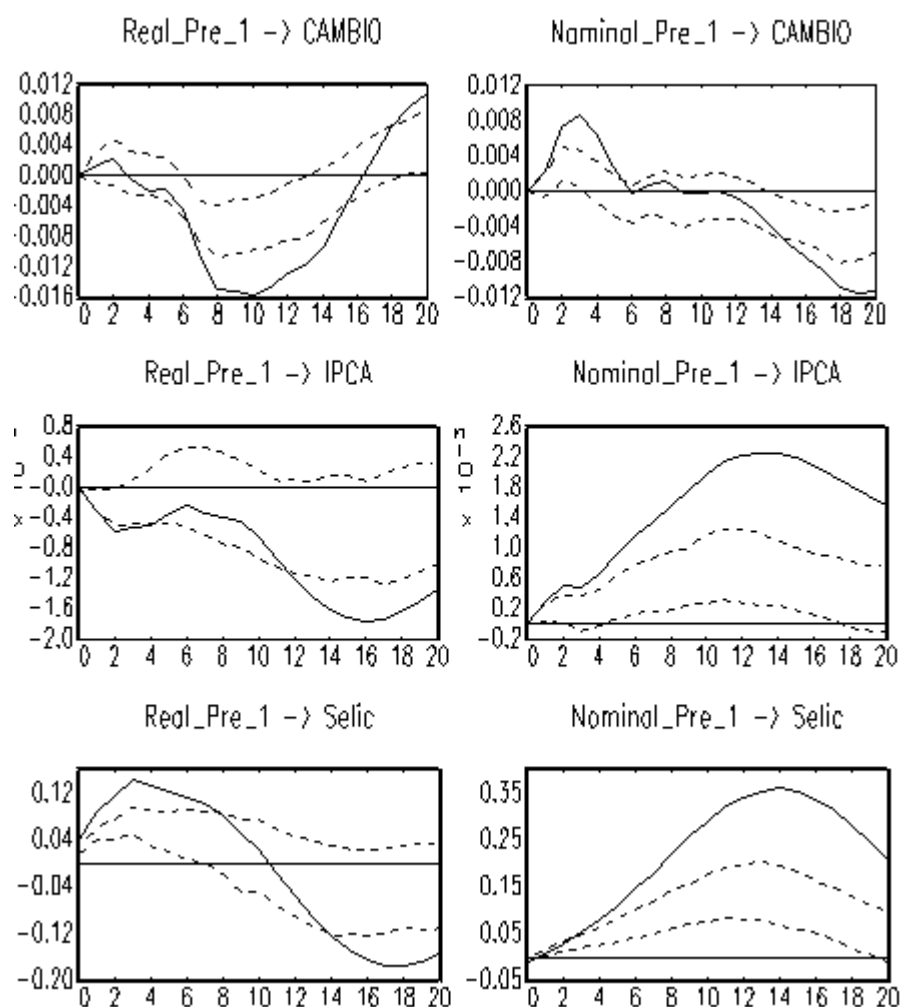 Real_Pre_1 -> CAMBIO
0.012
0.008
0.004
0.000
-0.004
-0.008
-0.012
-0.016
0 2 4 6 8 10 12 14 16 18 20
Nominal_Pre_1 -> CAMBIO
0.012
0.008
0.004
0.000
-0.004
-0.008
-0.012
0 2 4 6 8 10 12 14 16 18 20
Real_Pre_1 -> IPCA
0.8
0.4
-0.0
-0.4
-0.8
-1.2
-1.6
-2.0
x 10
0 2 4 6 8 10 12 14 16 18 20
Nominal_Pre_1 -> IPCA
2.6
2.2
1.8
1.4
1.0
0.6
0.2
-0.2
x 10-3
0 2 4 6 8 10 12 14 16 18 20
Real_Pre_1 -> Selic
0.12
0.04
-0.04
-0.12
-0.20
0 2 4 6 8 10 12 14 16 18 20
Nominal_Pre_1 -> Selic
0.35
0.25
0.15
0.05
-0.05
0 2 4 6 8 10 12 14 16 18 20